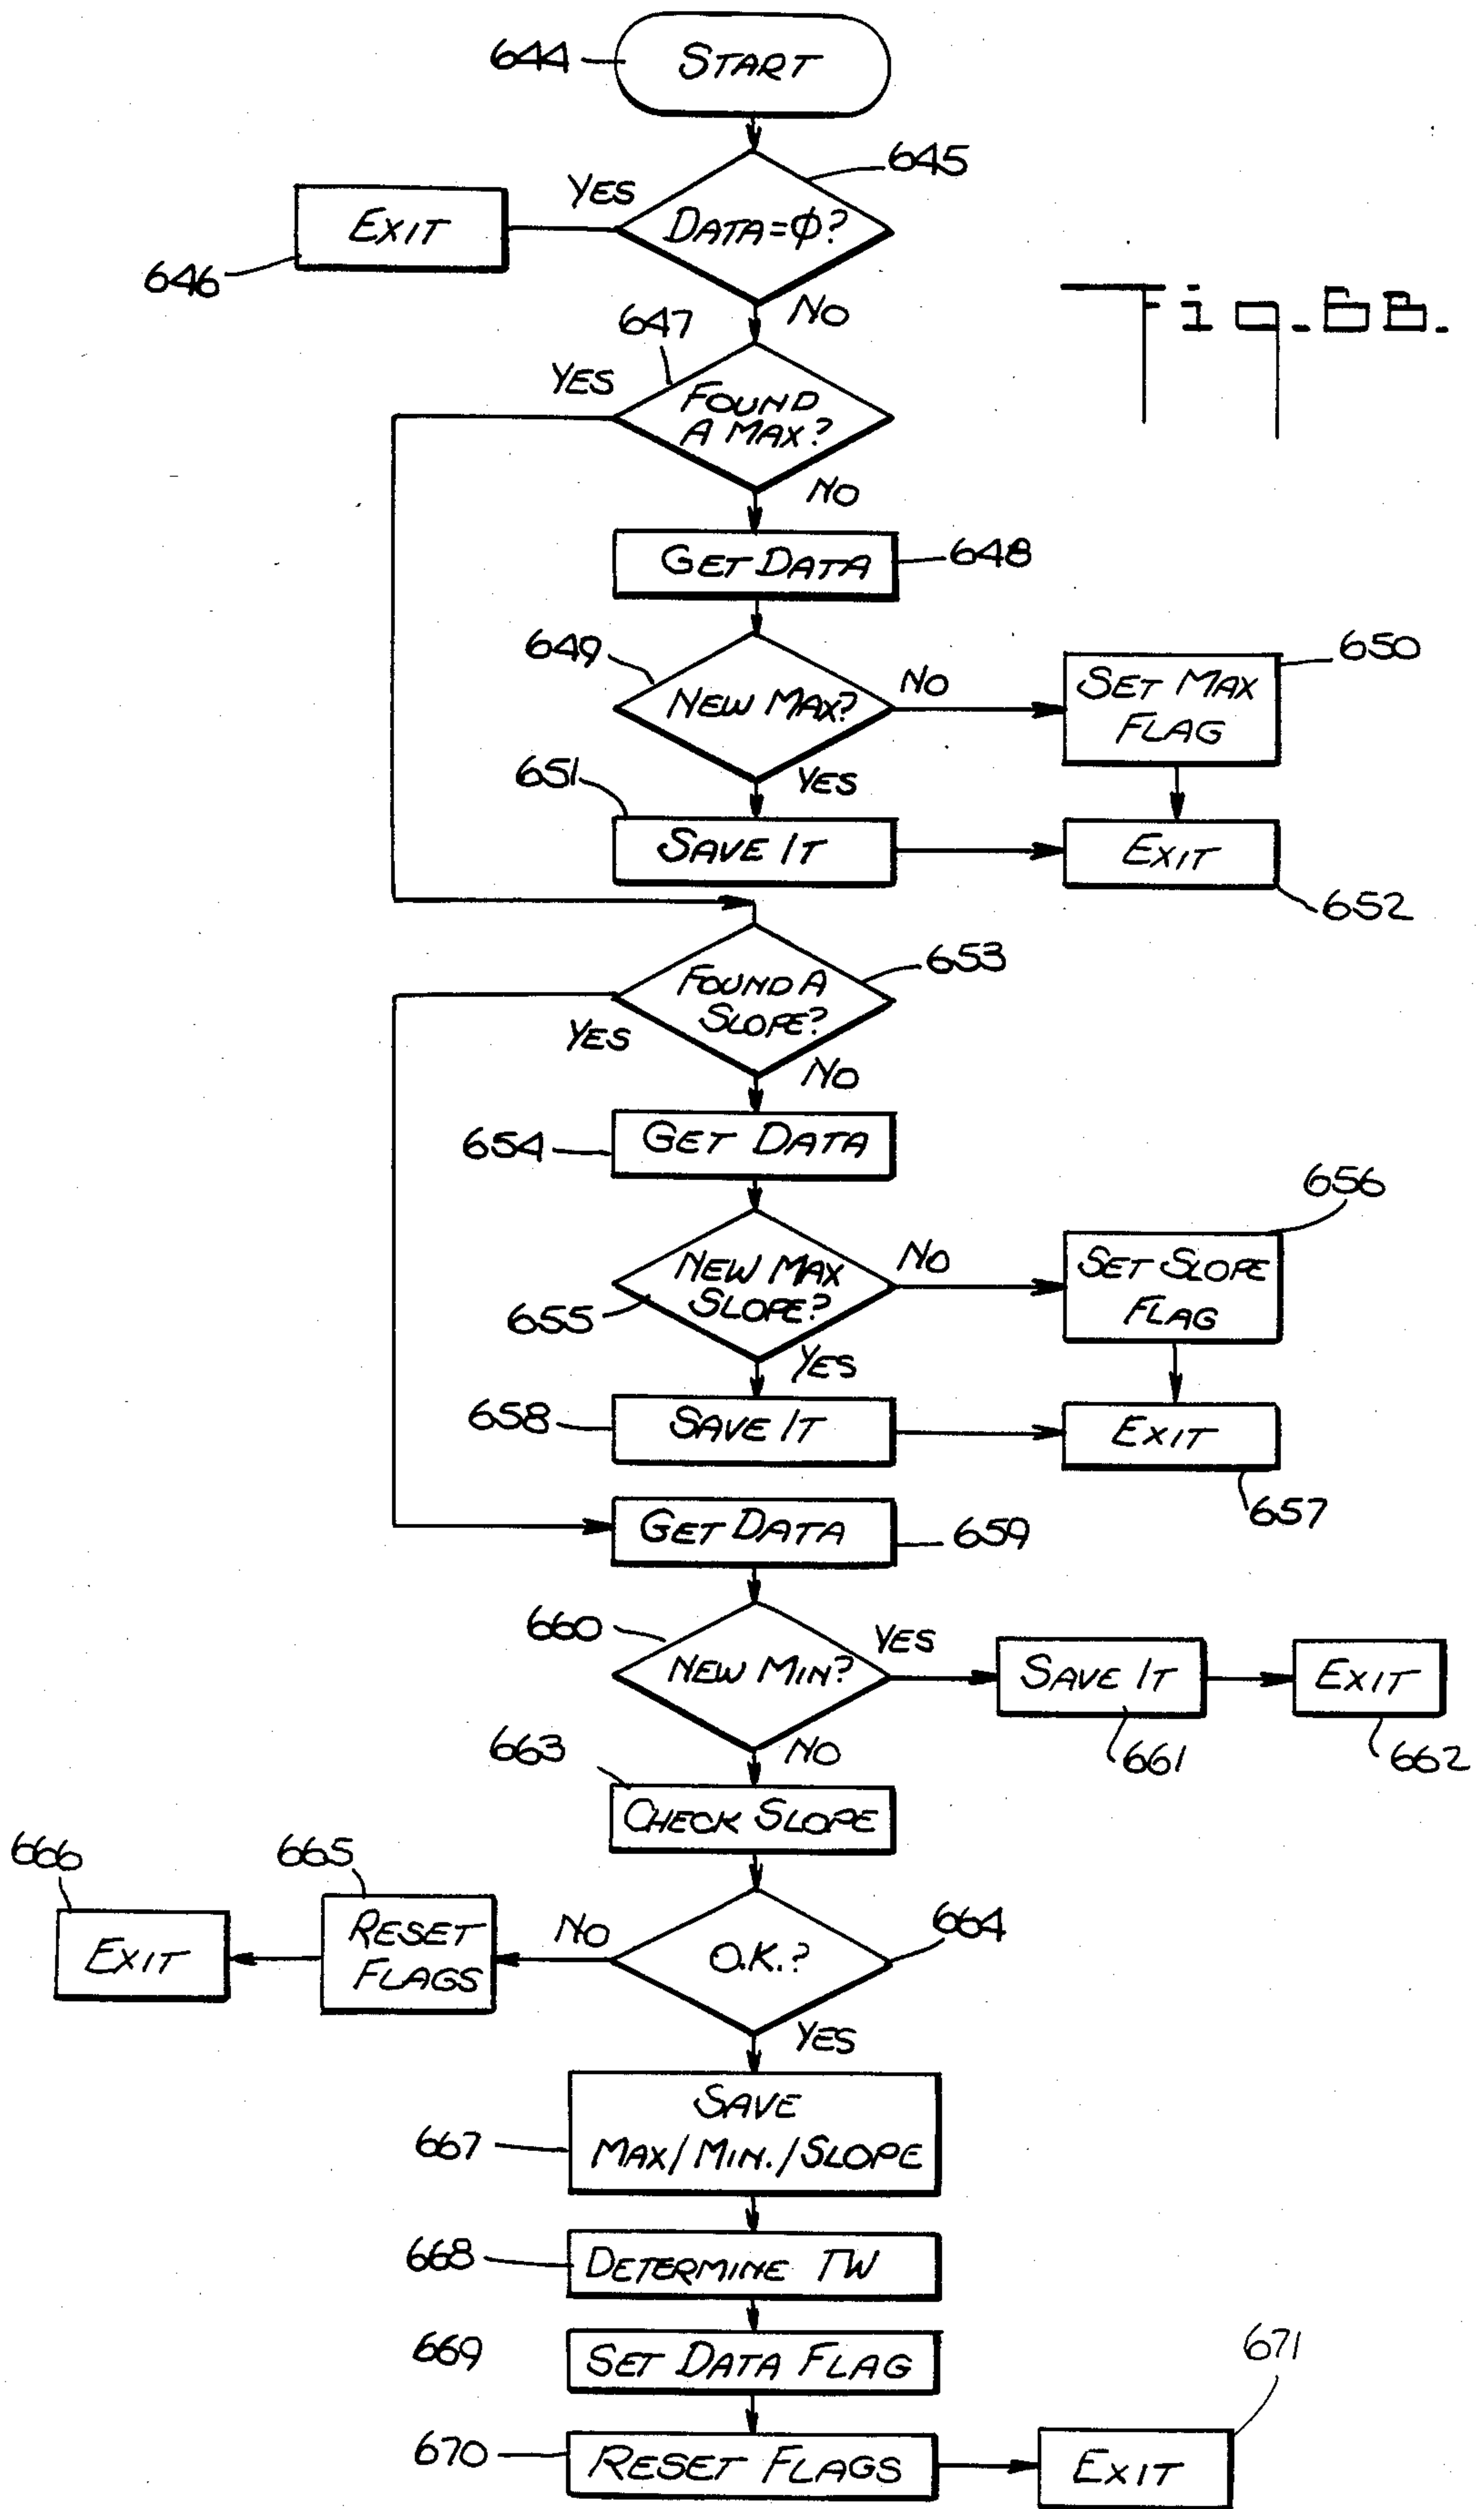 644
START
645
YES
DATA=Φ?
EXIT
646
NO
Fig. 6B.
647
YES
FOUND
A MAX?
NO
GET DATA
648
649
NEW MAX?
NO
650
SET MAX
FLAG
651
YES
SAVE IT
EXIT
652
653
FOUND A
SLOPE?
YES
NO
654
GET DATA
656
NEW MAX
SLOPE?
NO
SET SLOPE
FLAG
655
YES
658
SAVE IT
EXIT
657
GET DATA
659
660
NEW MIN?
YES
SAVE IT
EXIT
661
662
663
NO
CHECK SLOPE
666
665
664
EXIT
RESET
FLAGS
NO
O.K.?
YES
SAVE
MAX/MIN./SLOPE
667
668
DETERMINE TW
669
SET DATA FLAG
671
670
RESET FLAGS
EXIT